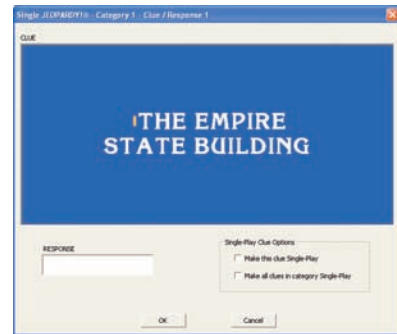 Single JEOPARDY!® - Category 1 - Clue / Response 1
CLUE
THE EMPIRE
STATE BUILDING
RESPONSE
Single-Play Clue Options
Make this clue Single-Play
Make all clues in category Single-Play
OK
Cancel